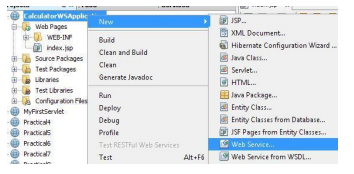 CalculatorWSApplic
Web Pages
WEB-INF
index.jsp
Source Packages
Test Packages
Libraries
Test Libraries
Configuration Files
MyFirstServlet
Practical4
Practical5
Practical6
Practical7
New
Build
Clean and Build
Clean
Generate Javadoc
Run
Deploy
Debug
Profile
Test RESTful Web Services
Test Alt+F6
JSP...
XML Document...
Hibernate Configuration Wizard ...
Java Class...
Servlet...
HTML...
Java Package...
Entity Class...
Entity Classes from Database...
JSF Pages from Entity Classes...
Web Service...
Web Service from WSDL...